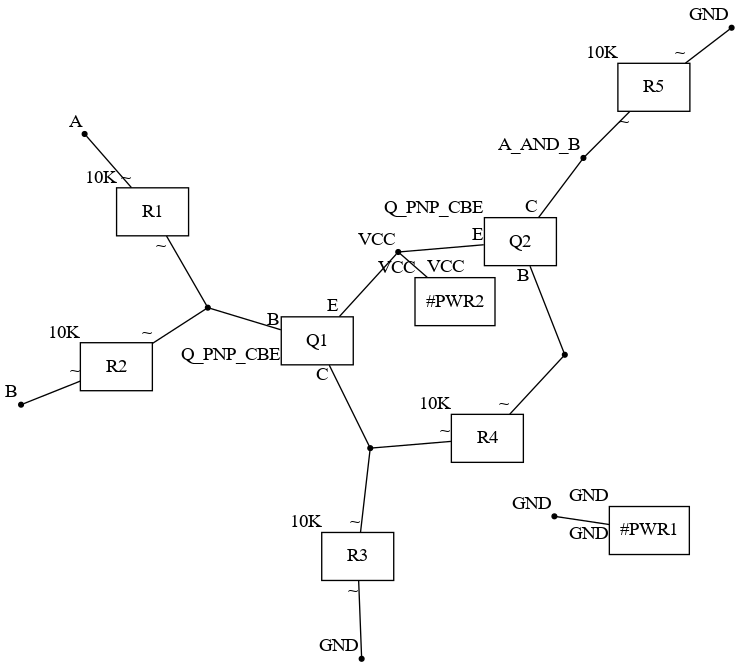 GND
10K ~
R5
~
A_AND_B
A
10K ~
R1
~
Q_PNP_CBE
C
E
Q2
B
VCC
VCC VCC
#PWR2
E
B
Q1
Q_PNP_CBE
C
10K ~
R2
~
B
10K ~
R4
~
GND
GND
#PWR1
GND
10K ~
R3
~
GND